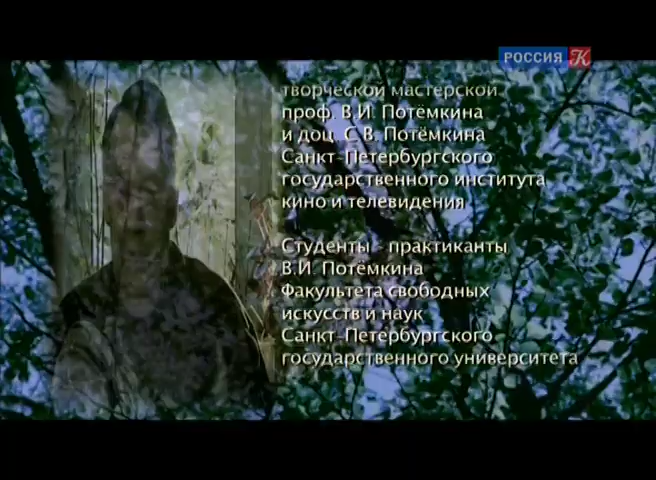 РОССИЯ К
творческой мастерской
проф. В.И. Потёмкина
и доц. С.В. Потёмкина
Санкт-Петербургского
государственного института
кино и телевидения
Студенты - практиканты
В.И. Потёмкина
Факультета свободных
искусств и наук
Санкт-Петербургского
государственного университета